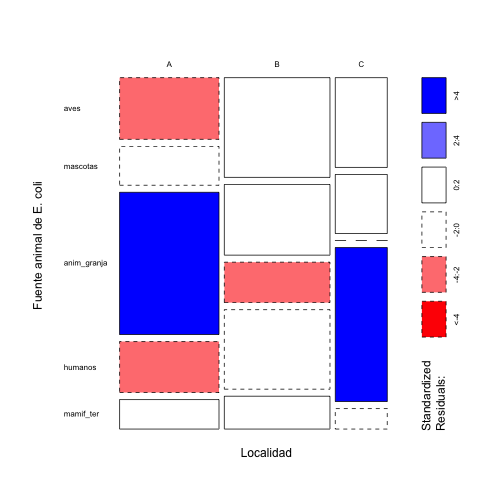 A B C
aves
mascotas
anim_granja
humanos
mamif_ter
Fuente animal de E. coli
Localidad
>4
2:4
0:2
-2:0
-4:-2
<-4
Standardized
Residuals: